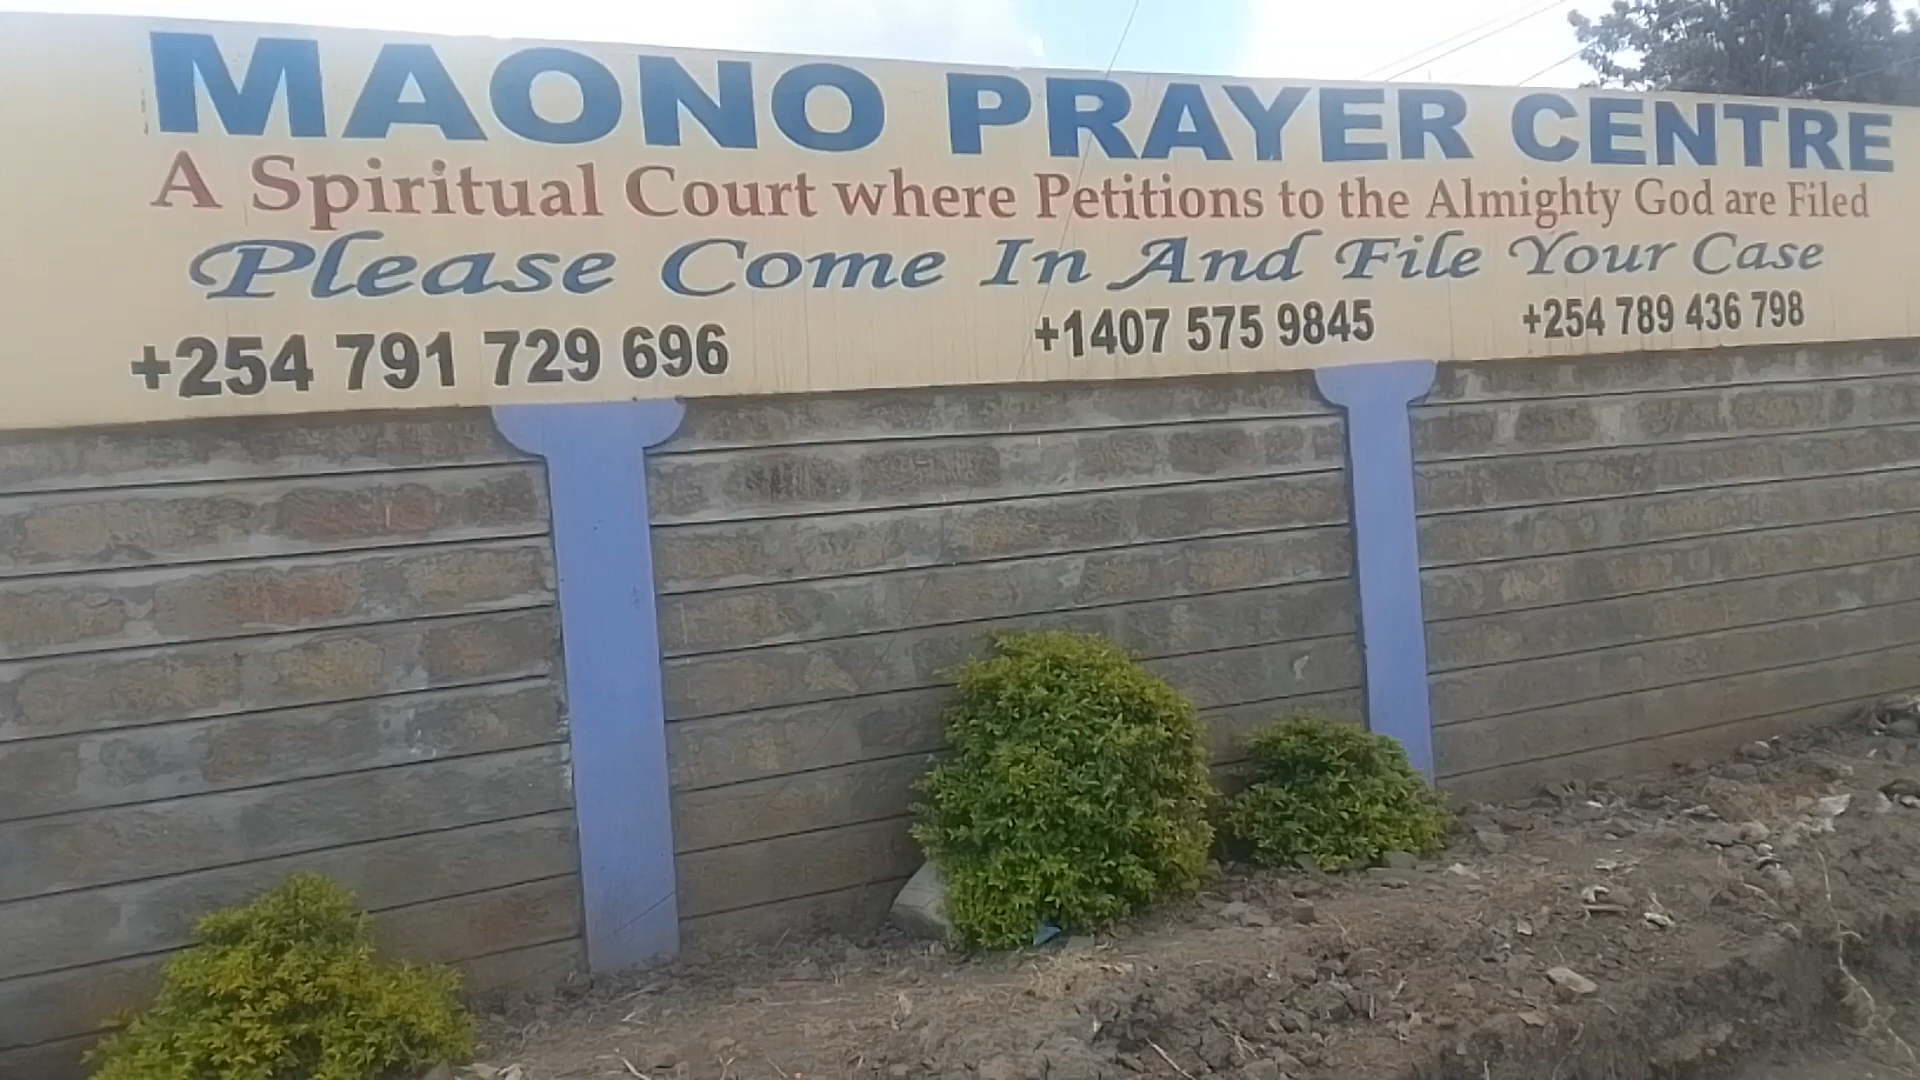 MAONO PRAYER CENTRE
A Spiritual Court where Petitions to the Almighty God are Filed
Please Come In And File Your Case
+254 791 729 696 +1407 575 9845 +254 789 436 798